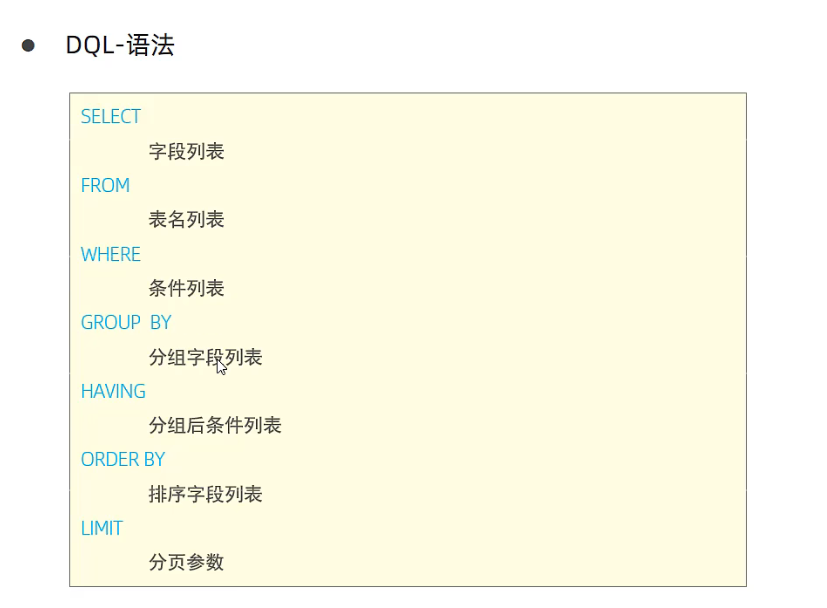 DQL-语法
SELECT
字段列表
FROM
表名列表
WHERE
条件列表
GROUP BY
分组字段列表
HAVING
分组后条件列表
ORDER BY
排序字段列表
LIMIT
分页参数